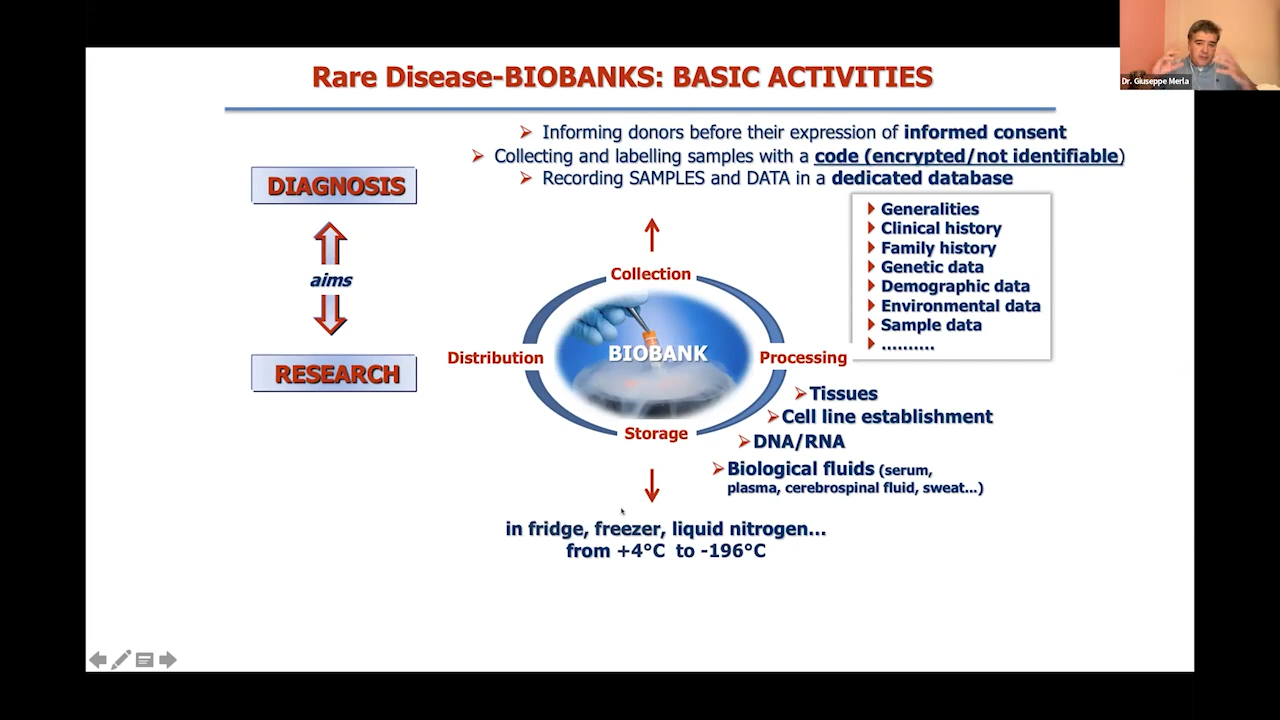 Rare Disease-BIOBANKS: BASIC ACTIVITIES
Dr. Giuseppe Merla
➢ Informing donors before their expression of informed consent
➢ Collecting and labelling samples with a code (encrypted/not identifiable)
➢ Recording SAMPLES and DATA in a dedicated database
DIAGNOSIS
aims
RESEARCH
Generalities
Clinical history
Family history
Genetic data
Demographic data
Environmental data
Sample data
..........
Collection
Distribution
BIOBANK
Processing
Storage
➢Tissues
➢Cell line establishment
➢DNA/RNA
➢Biological fluids (serum,
plasma, cerebrospinal fluid, sweat...)
in fridge, freezer, liquid nitrogen...
from +4°C to -196°C